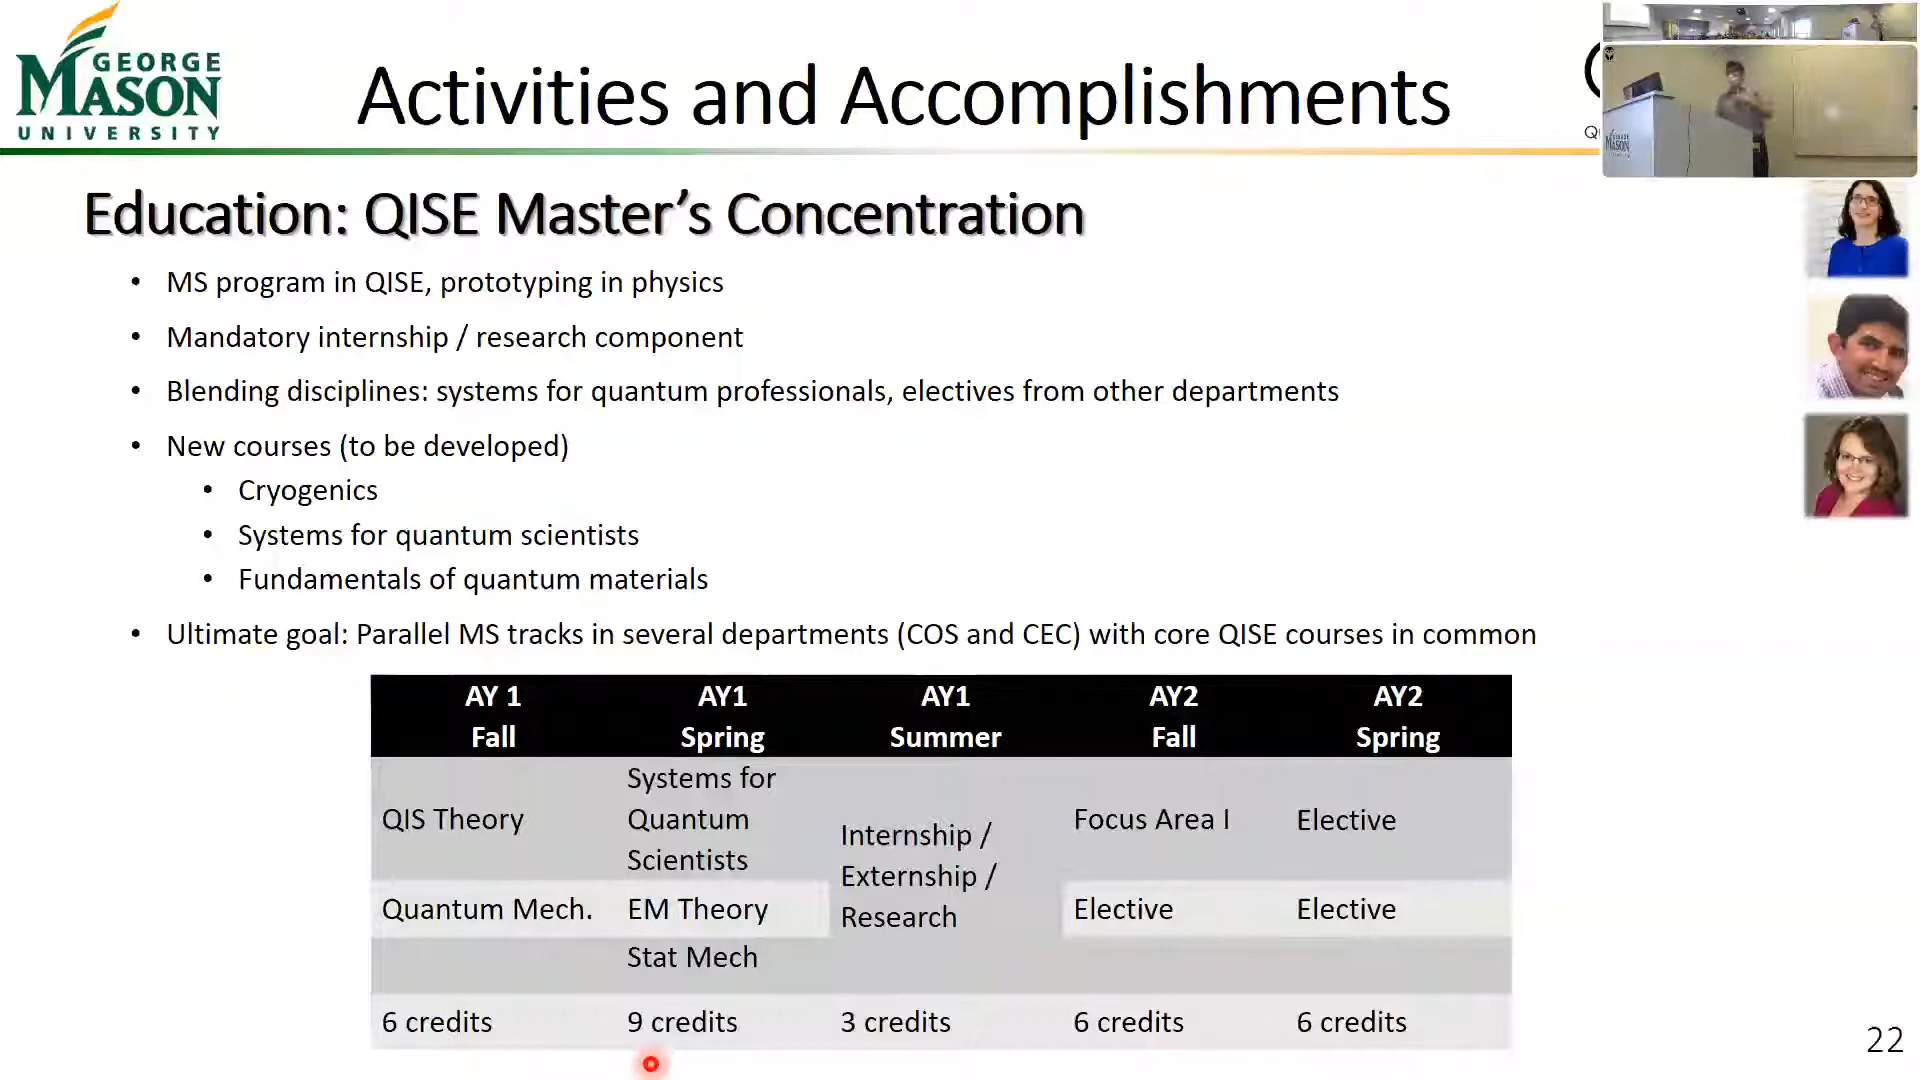 GEORGE
MASON
UNIVERSITY
Activities and Accomplishments
GEORGE
MASON
Education: QISE Master's Concentration
• MS program in QISE, prototyping in physics
• Mandatory internship / research component
• Blending disciplines: systems for quantum professionals, electives from other departments
• New courses (to be developed)
• Cryogenics
• Systems for quantum scientists
• Fundamentals of quantum materials
• Ultimate goal: Parallel MS tracks in several departments (COS and CEC) with core QISE courses in common
AY 1 Fall
AY1 Spring
AY1 Summer
AY2 Fall
AY2 Spring
QIS Theory
Systems for Quantum Scientists
Internship / Externship / Research
Focus Area I
Elective
Quantum Mech.
EM Theory
Elective
Elective
Stat Mech
6 credits
9 credits
3 credits
6 credits
6 credits
22